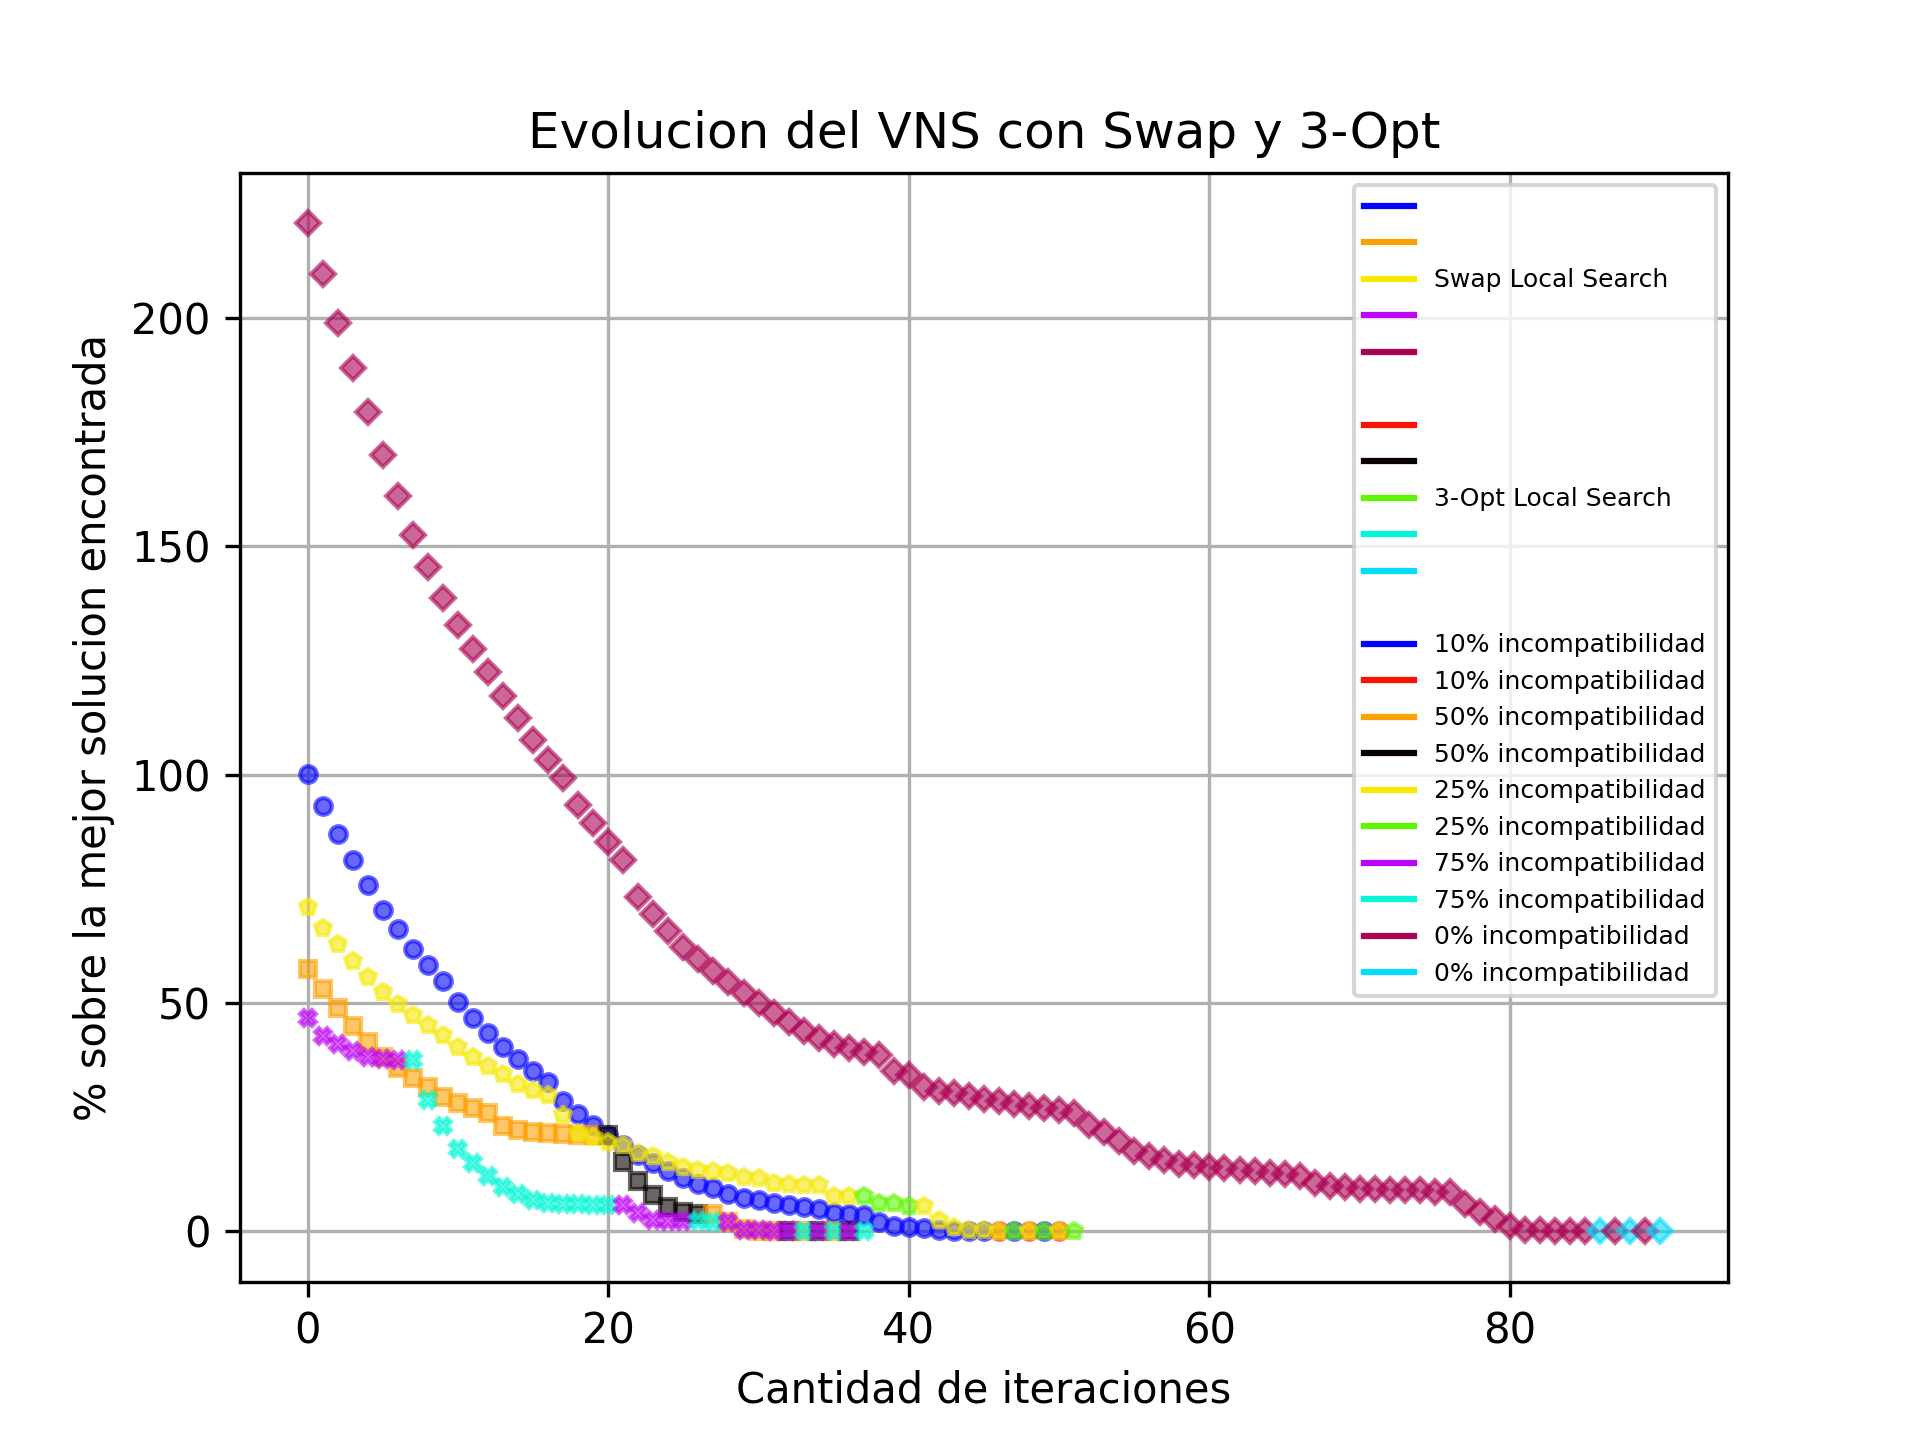 Evolucion del VNS con Swap y 3-Opt
% sobre la mejor solucion encontrada
200
150
100
50
0
0 20 40 60 80
Cantidad de iteraciones
Swap Local Search
3-Opt Local Search
10% incompatibilidad
10% incompatibilidad
50% incompatibilidad
50% incompatibilidad
25% incompatibilidad
25% incompatibilidad
75% incompatibilidad
75% incompatibilidad
0% incompatibilidad
0% incompatibilidad